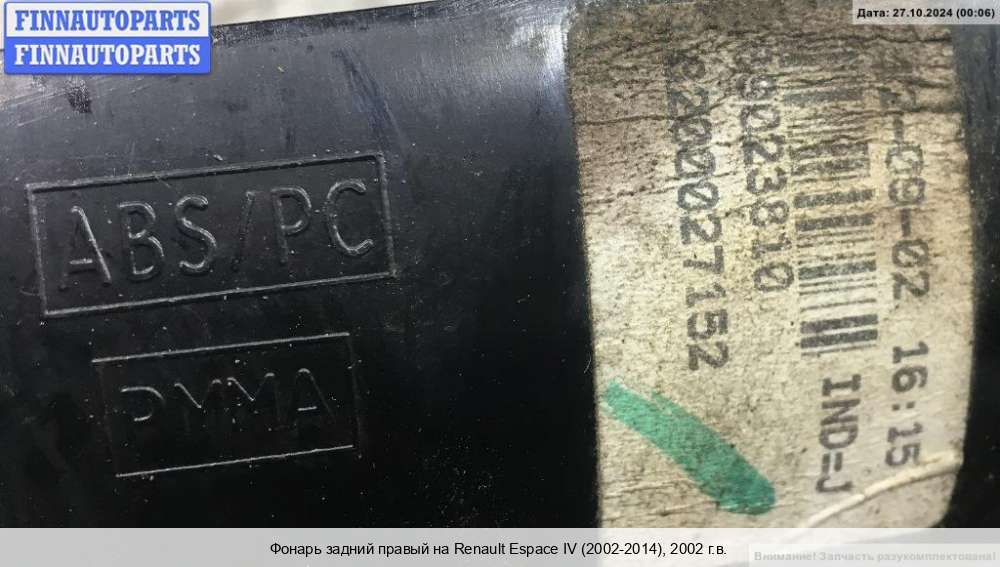 FINNAUTOPARTS
FINNAUTOPARTS
Дата: 27.10.2024 (00:06)
ABS/PC
PMMA
-09-02 16:15
IND=J
89023810
8200027152
Фонарь задний правый на Renault Espace IV (2002-2014), 2002 г.в.
Внимание! Запчасть разукомплектована!